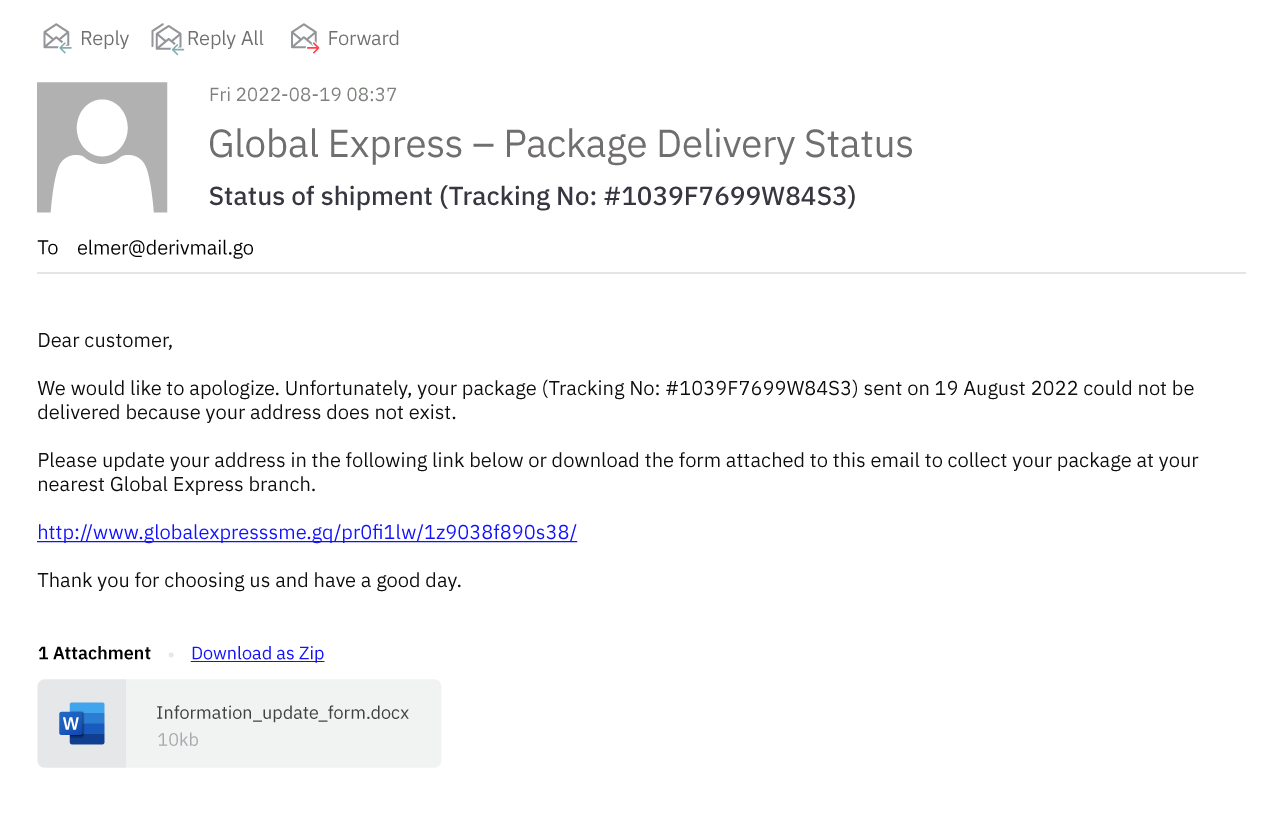 Reply Reply All Forward
Fri 2022-08-19 08:37
Global Express – Package Delivery Status
Status of shipment (Tracking No: #1039F7699W84S3)
To elmer@derivmail.go
Dear customer,
We would like to apologize. Unfortunately, your package (Tracking No: #1039F7699W84S3) sent on 19 August 2022 could not be
delivered because your address does not exist.
Please update your address in the following link below or download the form attached to this email to collect your package at your
nearest Global Express branch.
http://www.globalexpresssme.gq/pr0fi1lw/1z9038f890s38/
Thank you for choosing us and have a good day.
1 Attachment • Download as Zip
W
Information_update_form.docx
10kb